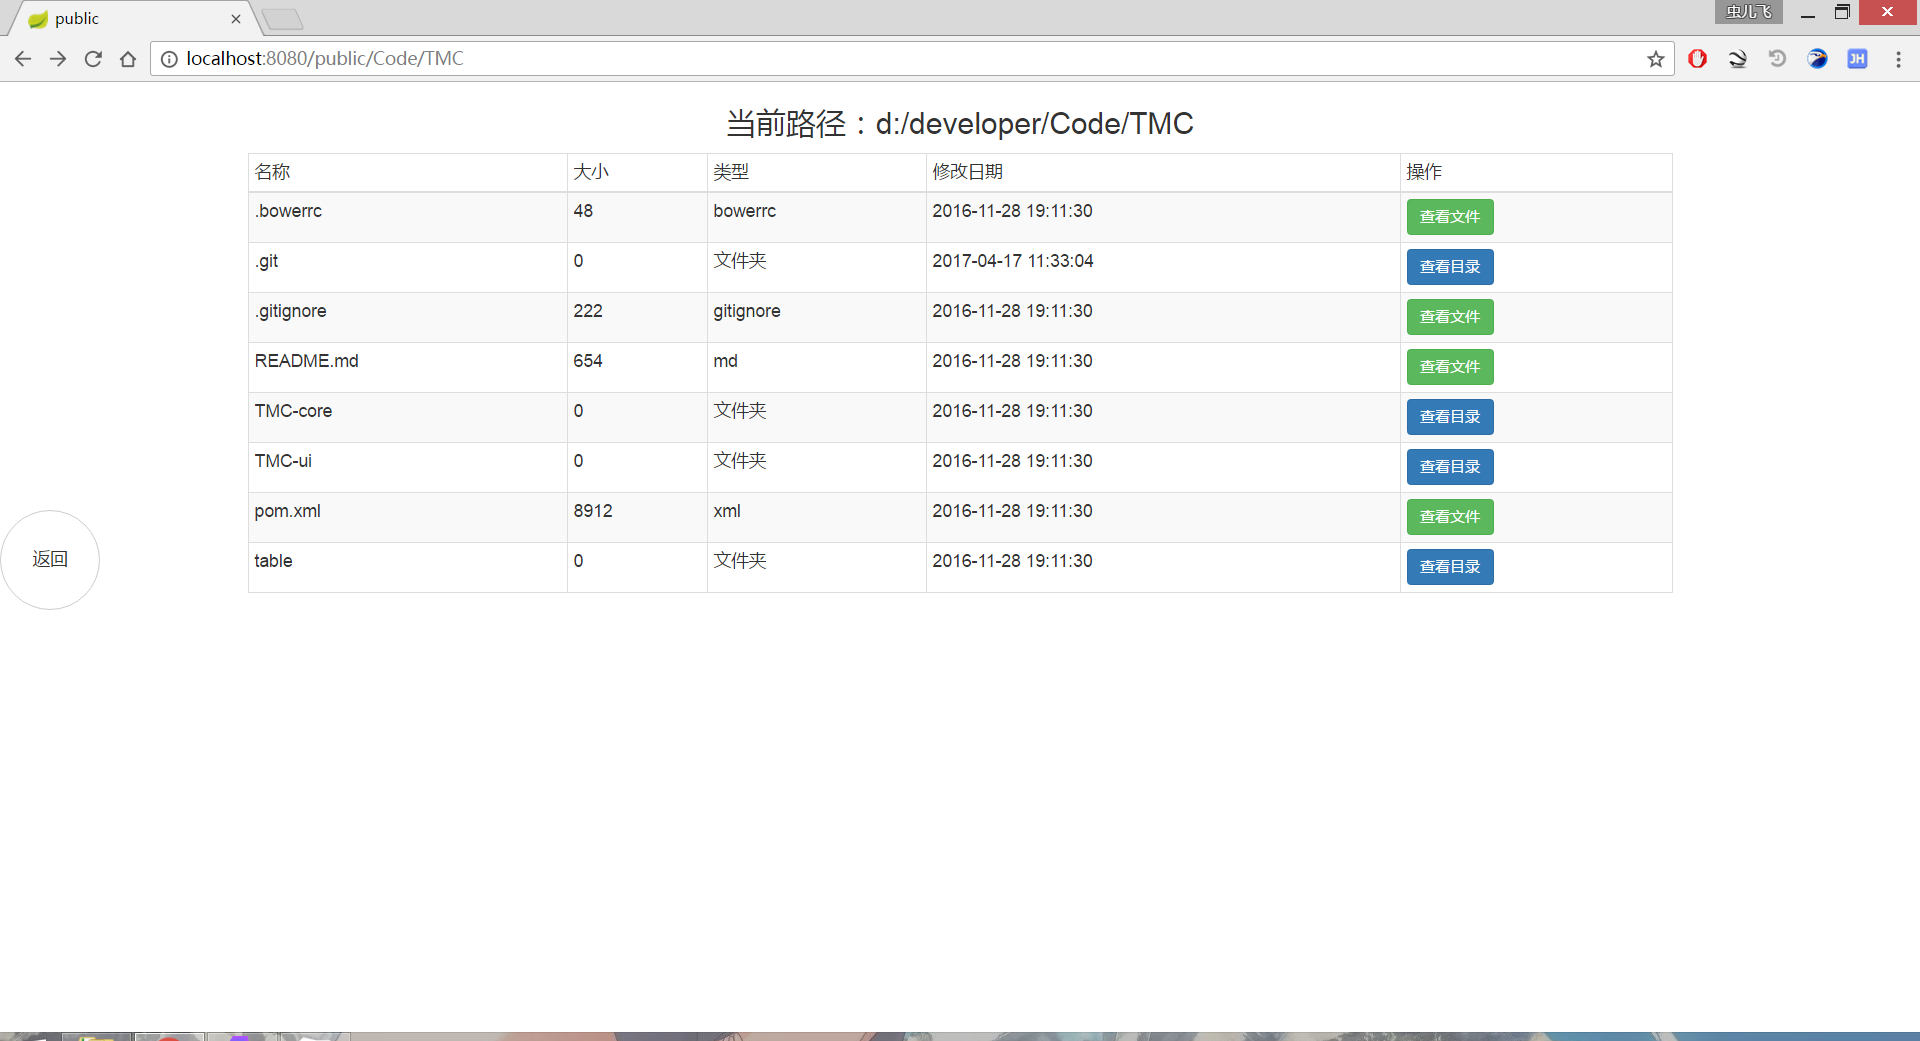 public
虫儿飞
localhost:8080/public/Code/TMC
JH
当前路径：d:/developer/Code/TMC
名称 大小 类型 修改日期 操作
.bowerrc 48 bowerrc 2016-11-28 19:11:30 查看文件
.git 0 文件夹 2017-04-17 11:33:04 查看目录
.gitignore 222 gitignore 2016-11-28 19:11:30 查看文件
README.md 654 md 2016-11-28 19:11:30 查看文件
TMC-core 0 文件夹 2016-11-28 19:11:30 查看目录
TMC-ui 0 文件夹 2016-11-28 19:11:30 查看目录
pom.xml 8912 xml 2016-11-28 19:11:30 查看文件
table 0 文件夹 2016-11-28 19:11:30 查看目录
返回